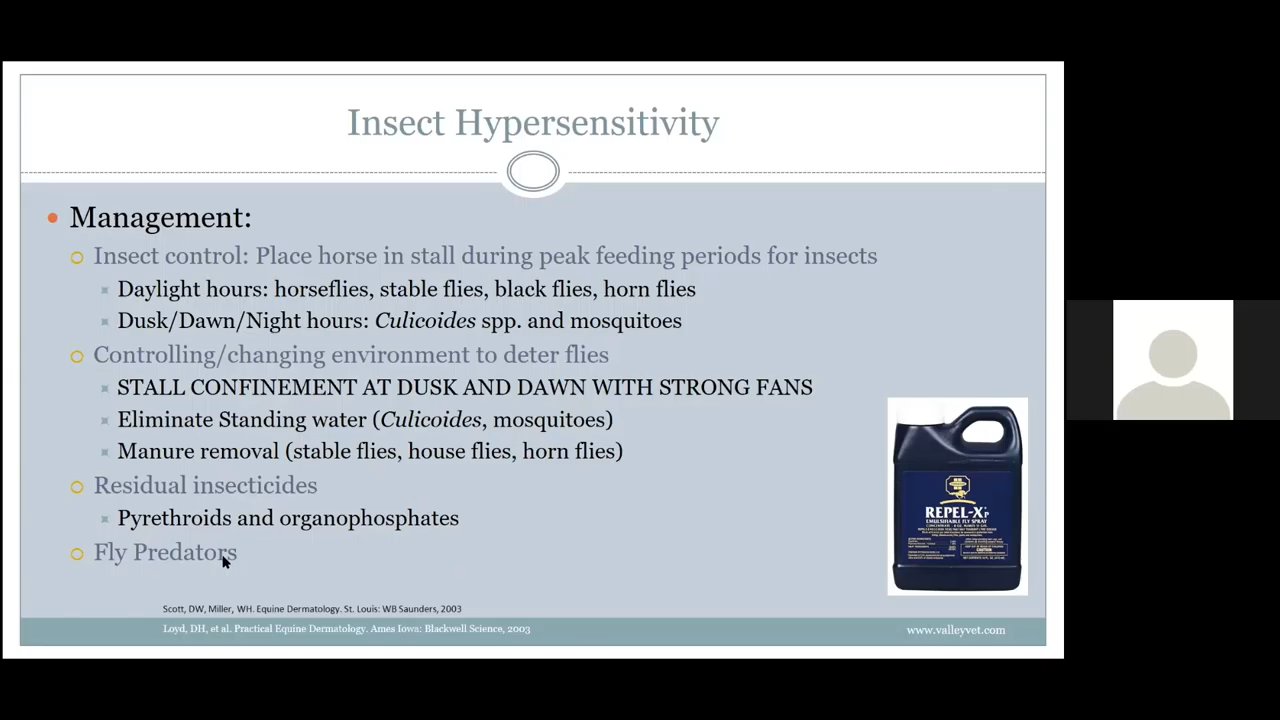 Insect Hypersensitivity
Management:
Insect control: Place horse in stall during peak feeding periods for insects
Daylight hours: horseflies, stable flies, black flies, horn flies
Dusk/Dawn/Night hours: Culicoides spp. and mosquitoes
Controlling/changing environment to deter flies
STALL CONFINEMENT AT DUSK AND DAWN WITH STRONG FANS
Eliminate Standing water (Culicoides, mosquitoes)
Manure removal (stable flies, house flies, horn flies)
Residual insecticides
Pyrethroids and organophosphates
Fly Predators
REPEL-Xp
EMULSIFIABLE FLY SPRAY
CAUTION
Scott, DW, Miller, WH. Equine Dermatology. St. Louis: WB Saunders, 2003
Loyd, DH, et al. Practical Equine Dermatology. Ames Iowa: Blackwell Science, 2003
www.valleyvet.com